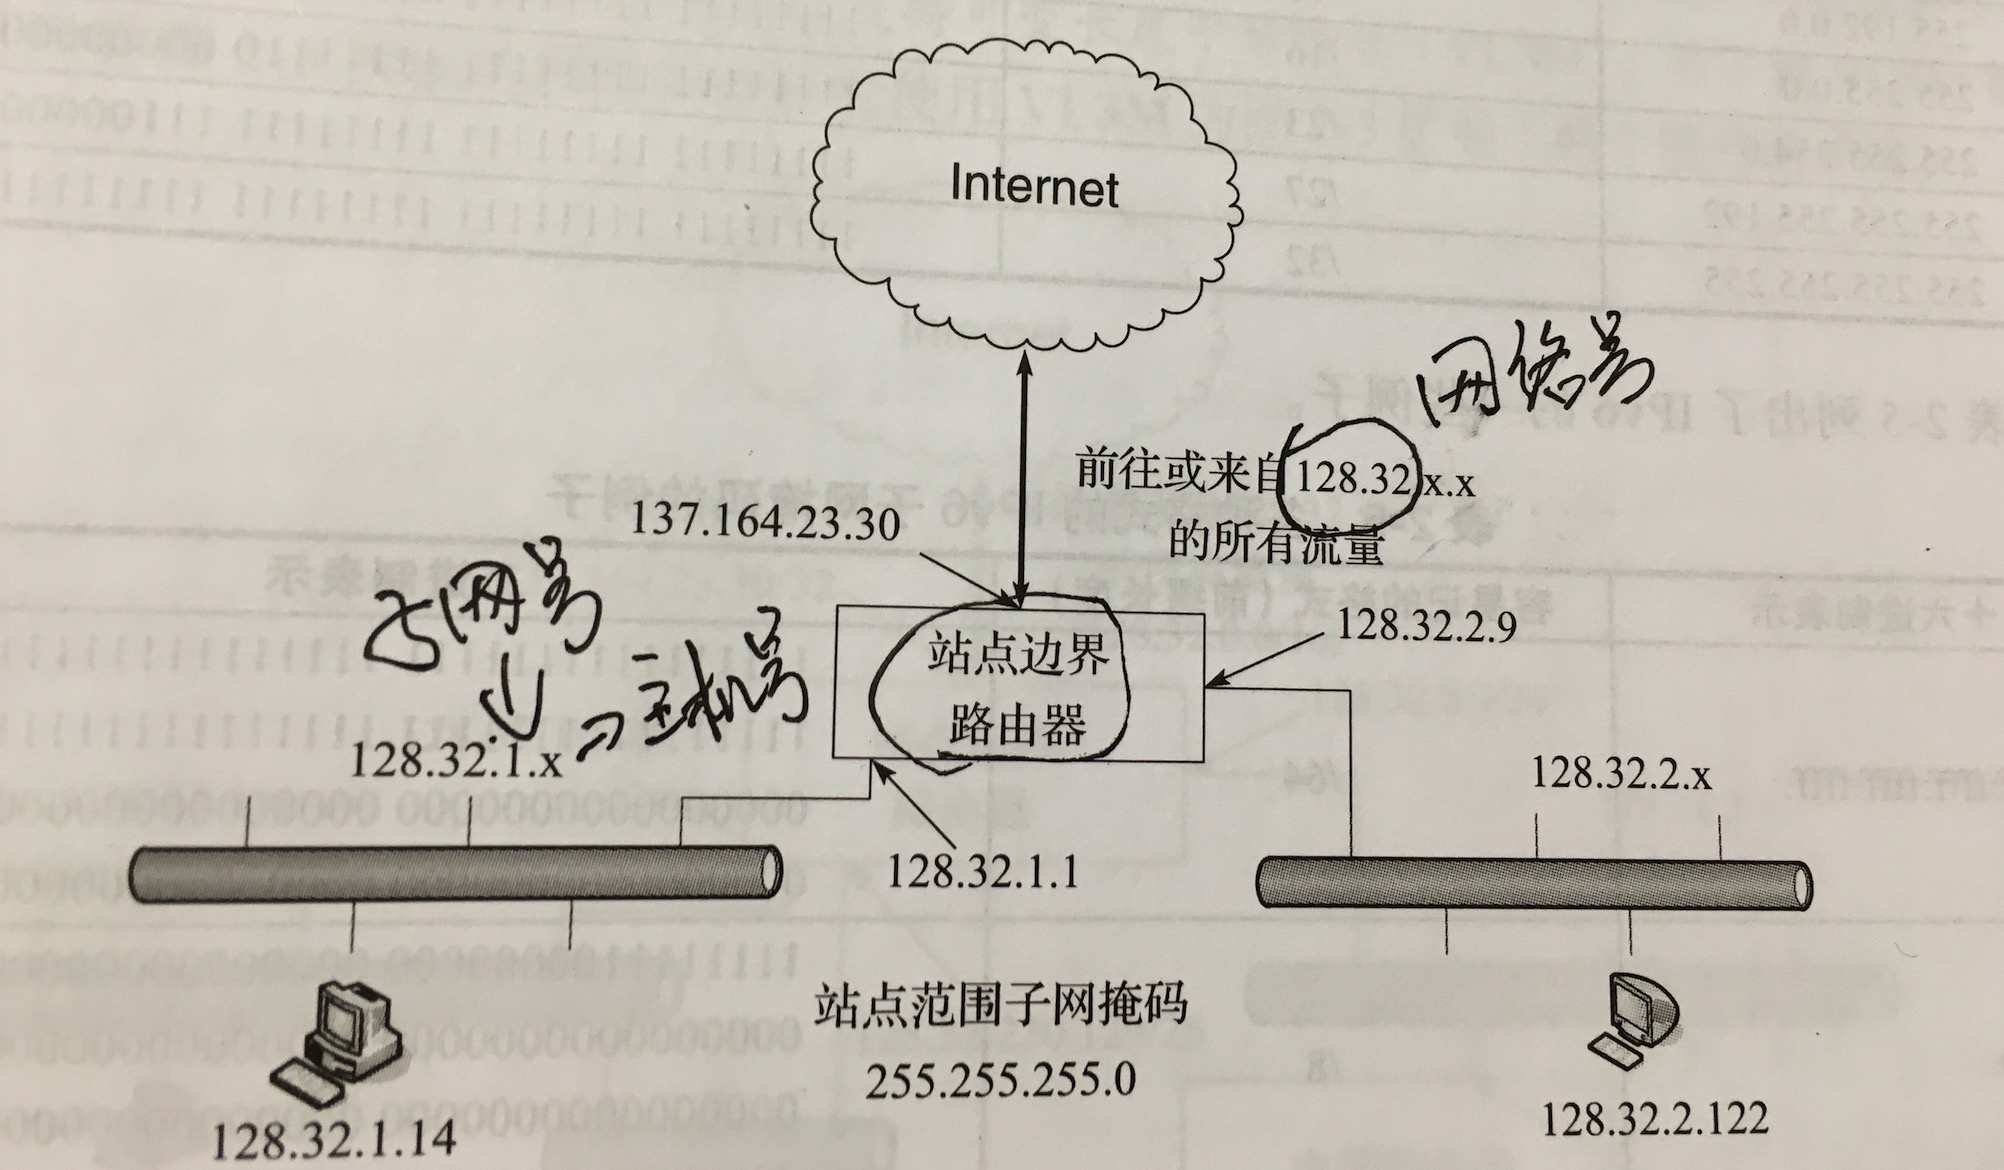 Internet
网络号
前往或来自128.32.x.x
的所有流量
137.164.23.30
子网号
主机号
站点边界
路由器
128.32.2.9
128.32.1.x
128.32.2.x
128.32.1.1
站点范围子网掩码
255.255.255.0
128.32.1.14
128.32.2.122